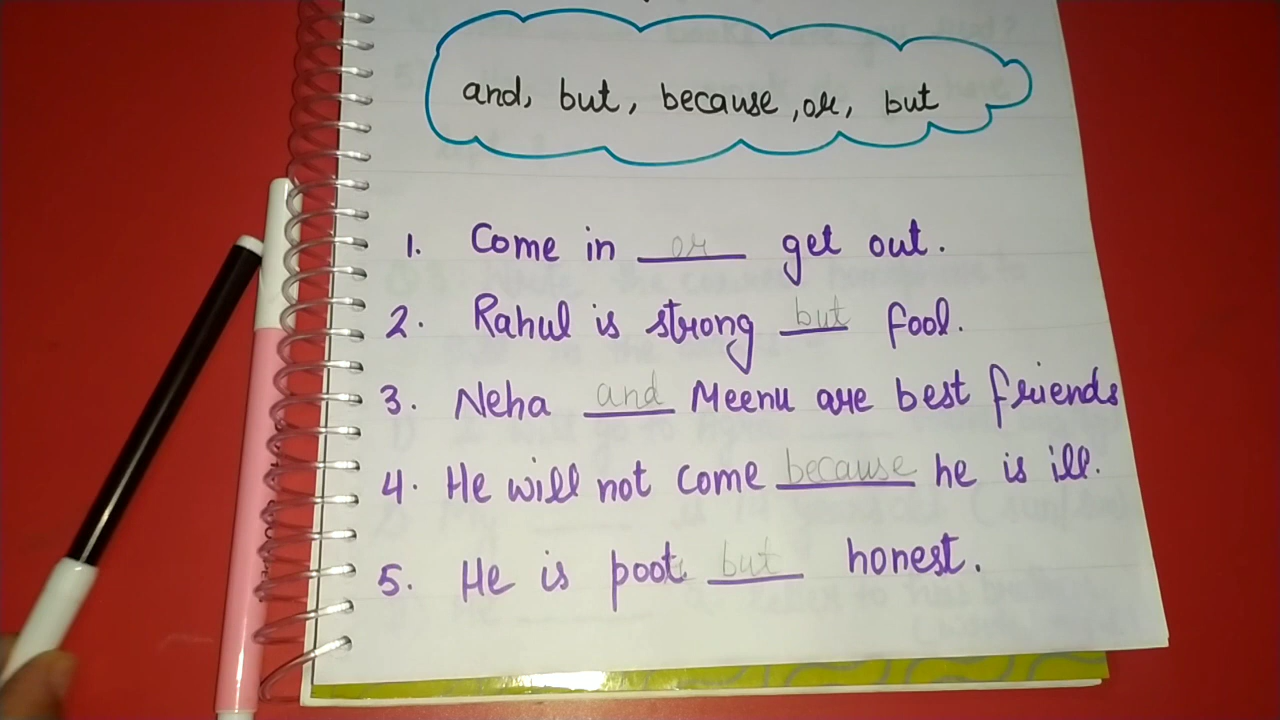 and, but, because, or, but
1. Come in or get out.
2. Rahul is strong but fool.
3. Neha and Meenu are best friends
4. He will not come because he is ill.
5. He is poor but honest.